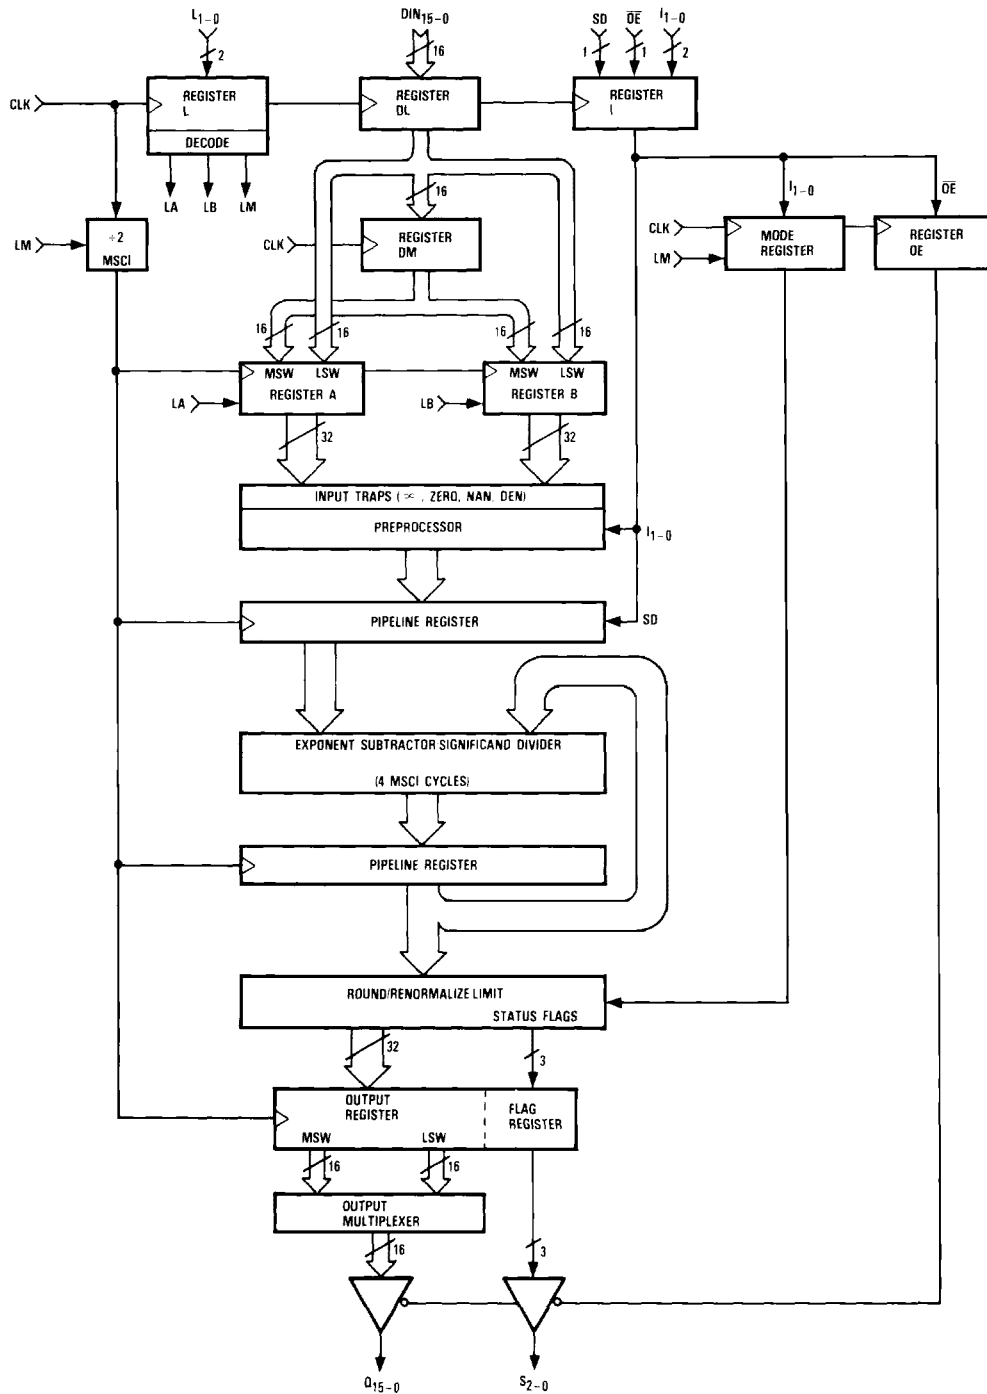 L1-0
DIN15-0
SD
OE
I1-0
2
16
1
1
2
CLK
REGISTER
L
REGISTER
DL
REGISTER
I
DECODE
LA
LB
LM
16
I1-0
OE
LM
÷2
MSCI
CLK
REGISTER
DM
CLK
LM
MODE
REGISTER
REGISTER
OE
16
16
16
16
MSW
LSW
REGISTER A
MSW
LSW
REGISTER B
LA
LB
32
32
INPUT TRAPS (∞, ZERO, NAN, DEN)
PREPROCESSOR
I1-0
PIPELINE REGISTER
SD
EXPONENT SUBTRACTOR SIGNIFICAND DIVIDER
(4 MSCI CYCLES)
PIPELINE REGISTER
ROUND/RENORMALIZE LIMIT
STATUS FLAGS
32
3
OUTPUT
REGISTER
FLAG
REGISTER
MSW
LSW
16
16
OUTPUT
MULTIPLEXER
16
3
Q15-0
S2-0